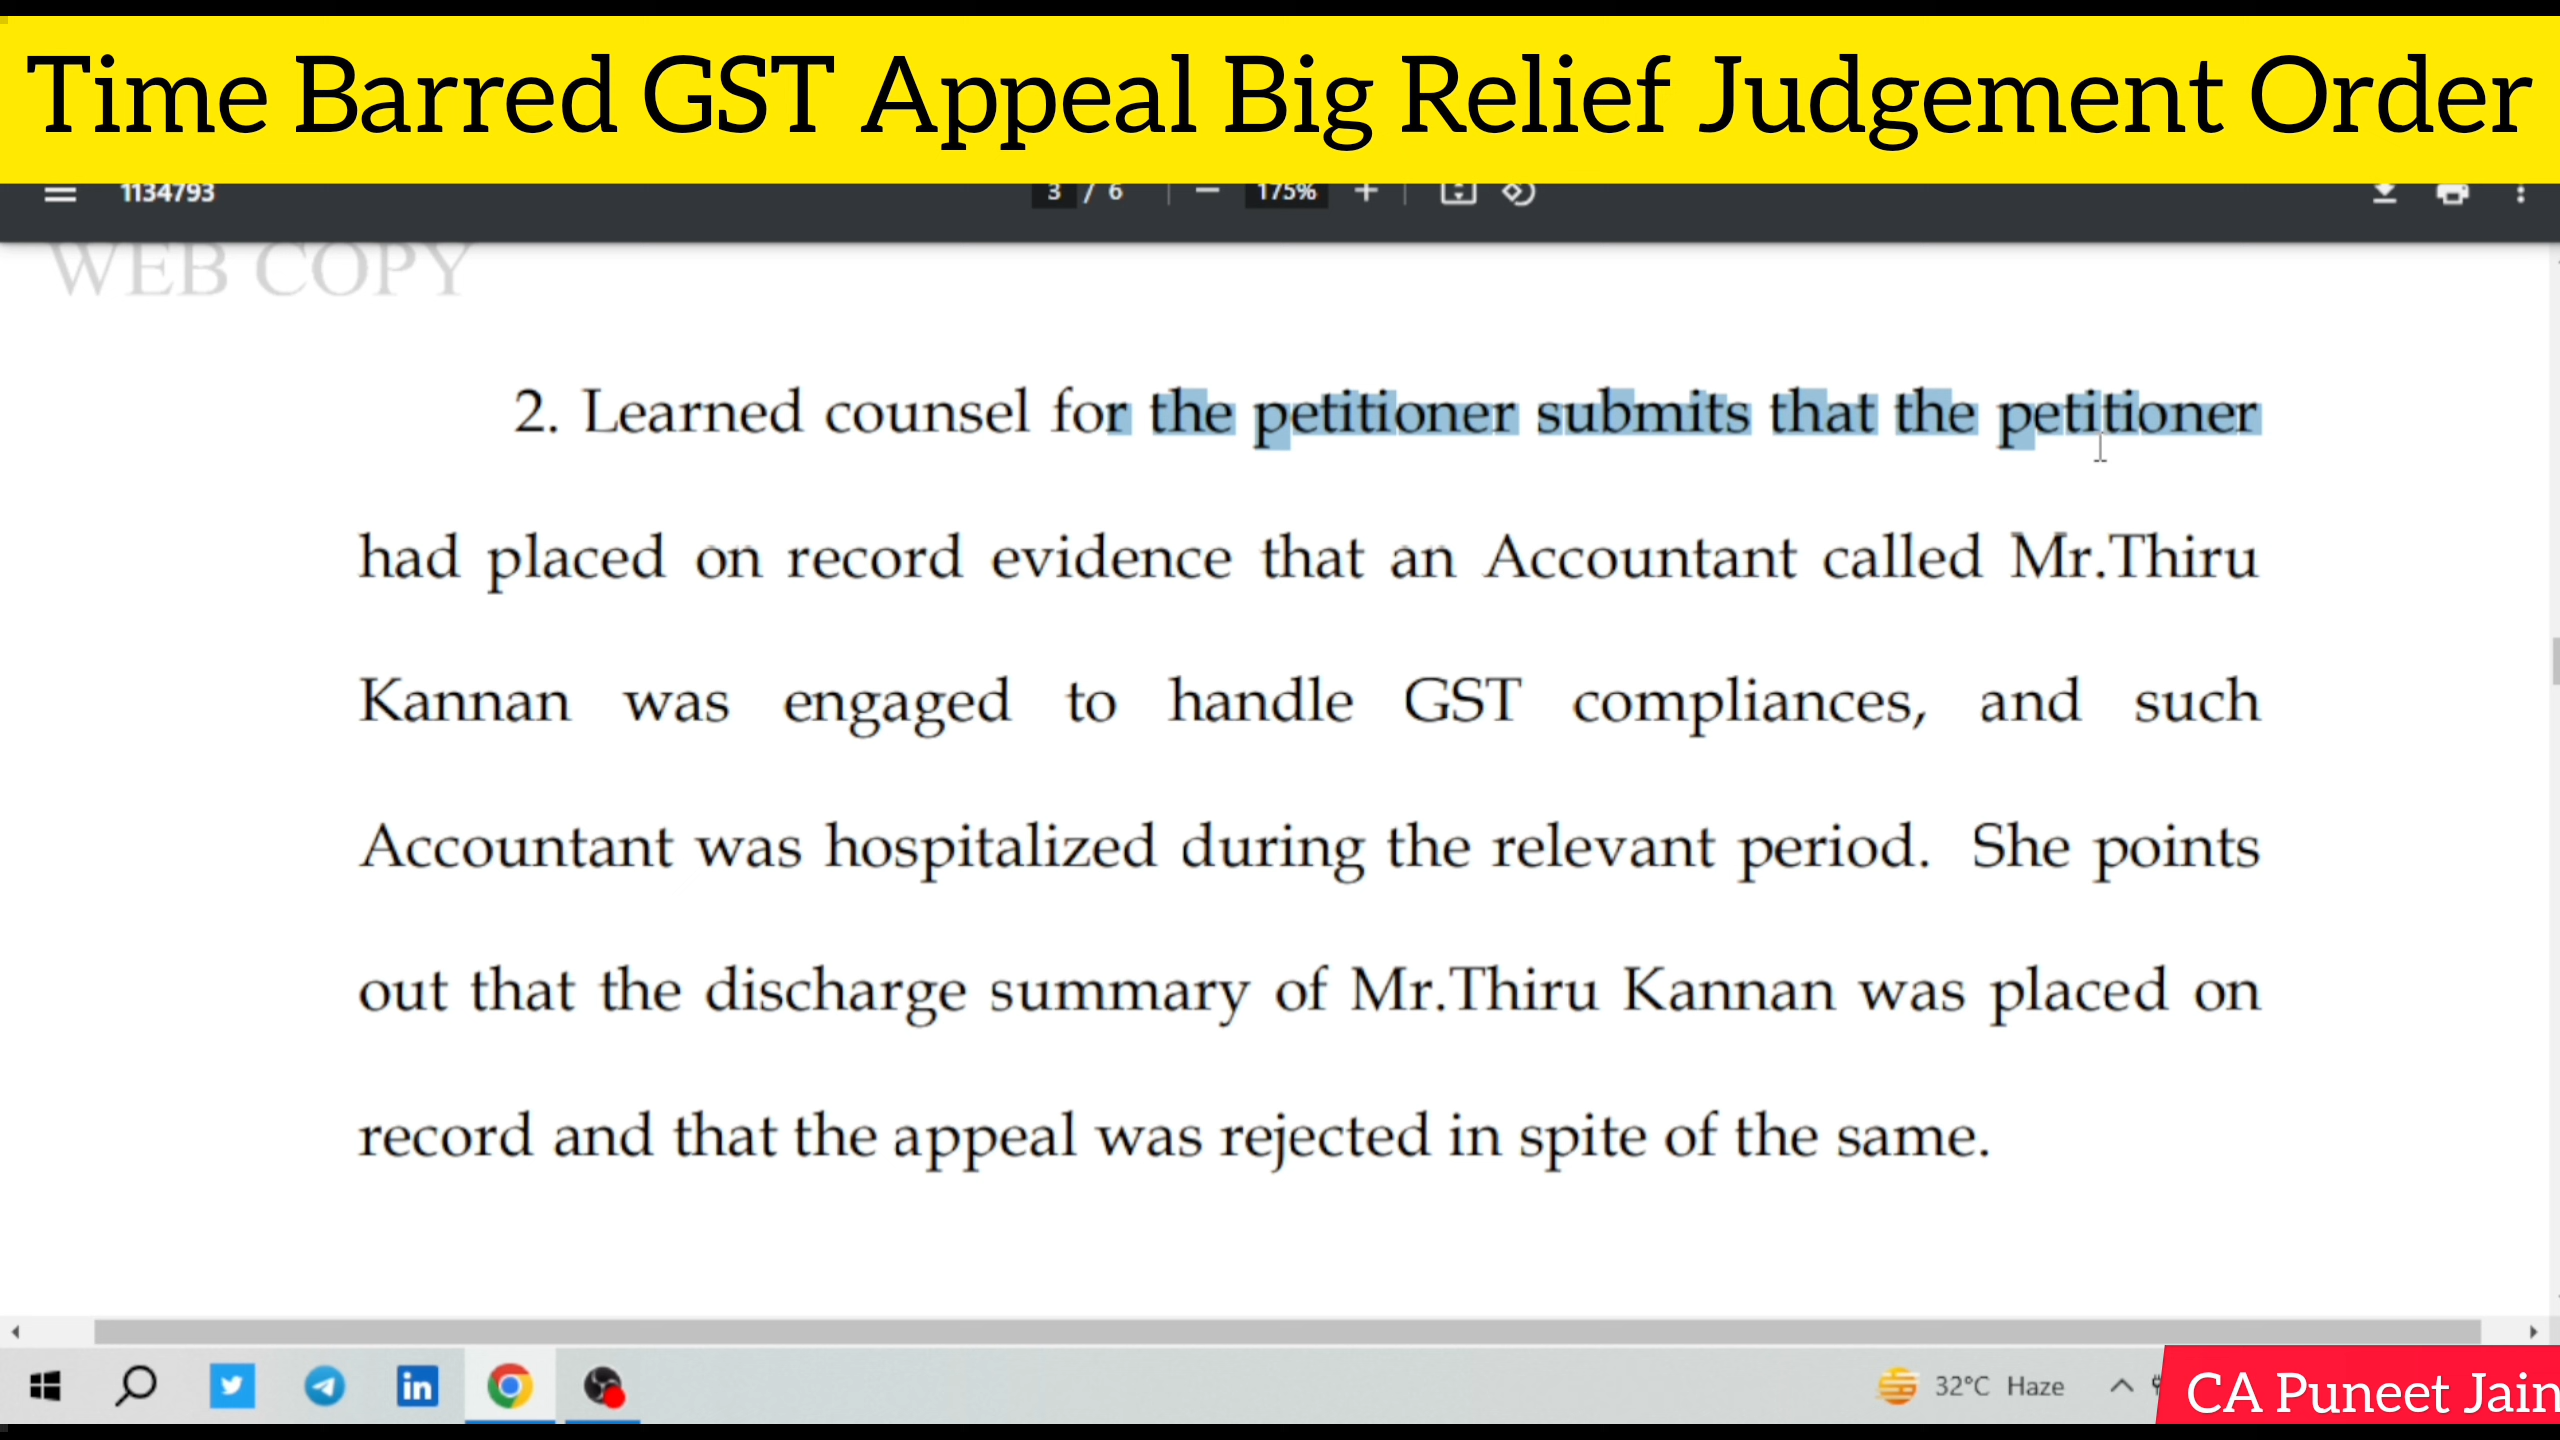 Time Barred GST Appeal Big Relief Judgement Order
1134793
3 / 6
175%
WEB COPY
2. Learned counsel for the petitioner submits that the petitioner
had placed on record evidence that an Accountant called Mr.Thiru
Kannan was engaged to handle GST compliances, and such
Accountant was hospitalized during the relevant period. She points
out that the discharge summary of Mr.Thiru Kannan was placed on
record and that the appeal was rejected in spite of the same.
in
32°C Haze
CA Puneet Jain